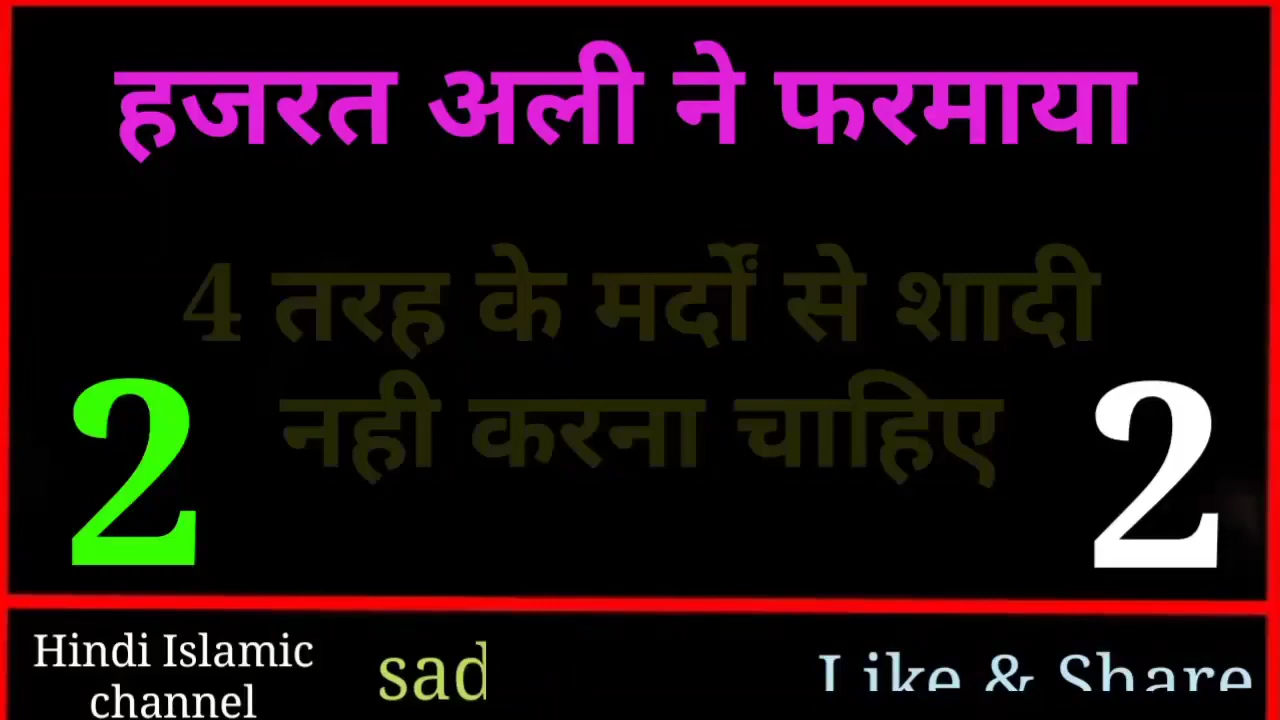 हजरत अली ने फरमाया
4 तरह के मर्दों से शादी
नही करना चाहिए
2 2
Hindi Islamic
channel
sad
Like & Share